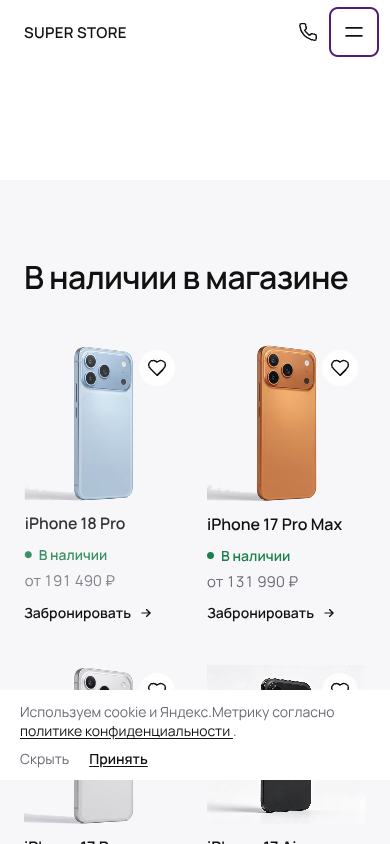 SUPER STORE
В наличии в магазине
iPhone 18 Pro
iPhone 17 Pro Max
В наличии
В наличии
от 191 490 ₽
от 131 990 ₽
Забронировать →
Забронировать →
Используем cookie и Яндекс.Метрику согласно
политике конфиденциальности .
Скрыть Принять